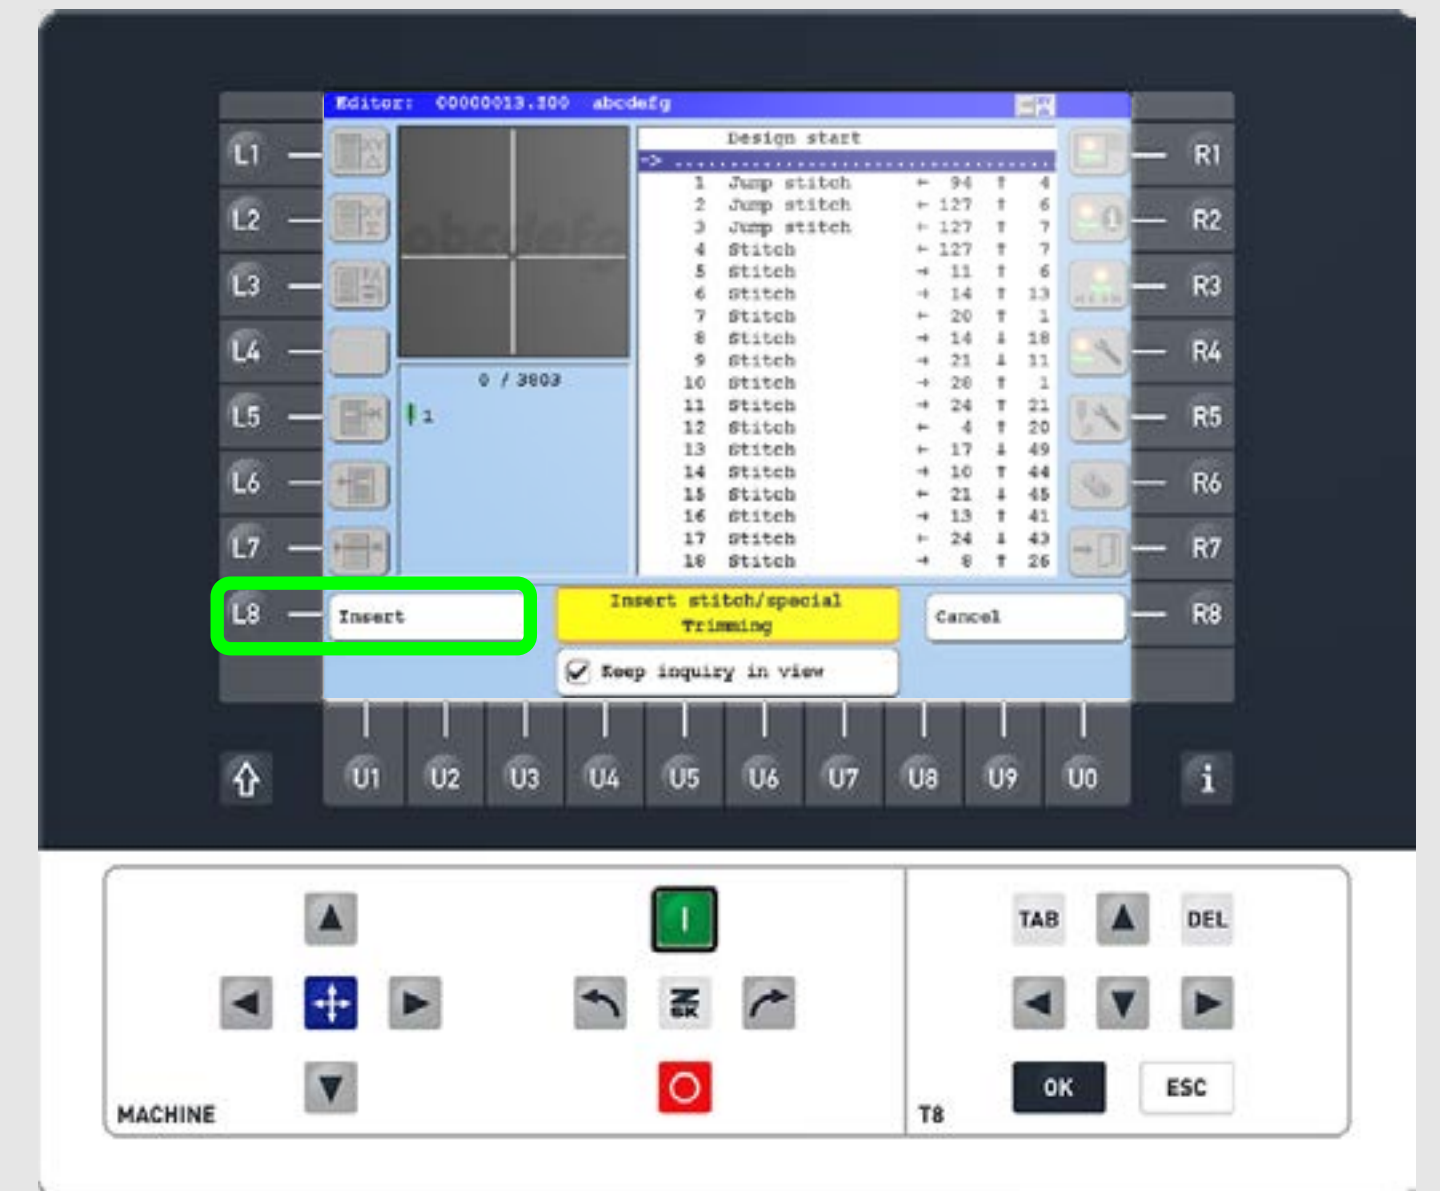 Editor: 00000013.Z00 abcdefg
Design start
-> ....................................
1 Jump stitch ← 94 ↑ 4
2 Jump stitch ← 127 ↑ 6
3 Jump stitch ← 127 ↑ 7
4 Stitch ← 127 ↑ 7
5 Stitch → 11 ↑ 6
6 Stitch → 14 ↑ 13
7 Stitch ← 20 ↑ 1
8 Stitch → 14 ↓ 18
9 Stitch → 21 ↓ 11
10 Stitch → 28 ↑ 1
11 Stitch → 24 ↑ 21
12 Stitch ← 4 ↑ 20
13 Stitch ← 17 ↓ 49
14 Stitch → 10 ↑ 44
15 Stitch ← 21 ↓ 45
16 Stitch → 13 ↑ 41
17 Stitch ← 24 ↓ 43
18 Stitch → 8 ↑ 26
abcdefg
0 / 3803
1
L1
L2
L3
L4
L5
L6
L7
L8
R1
R2
R3
R4
R5
R6
R7
R8
Insert
Insert stitch/special
Trimming
Cancel
Keep inquiry in view
U1 U2 U3 U4 U5 U6 U7 U8 U9 U0
i
TAB DEL
ZSK
OK ESC
MACHINE
T8